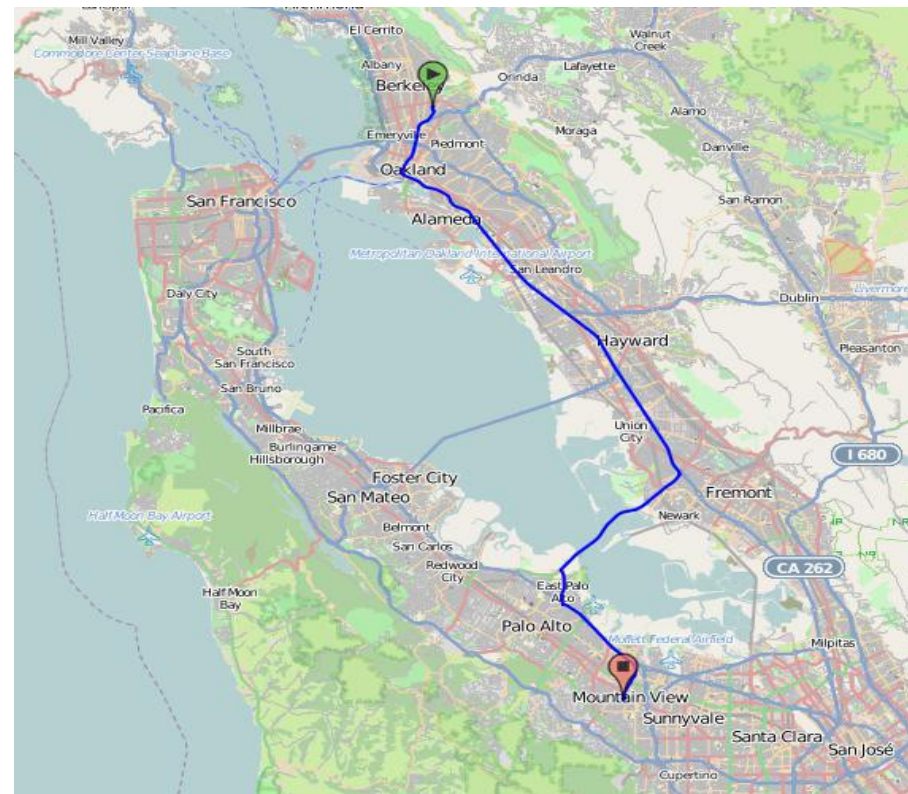 El Cerrito
Walnut
Creek
Mill Valley
Commodore Center Seaplane Base
Albany
Lafayette
Orinda
Alamo
Emeryville
Piedmont
Moraga
Danville
Oakland
San Francisco
San Ramon
Alameda
Metropolitan Oakland International Airport
San Leandro
Daly City
Dublin
Livermore
Hayward
Pleasanton
South
San Francisco
San Bruno
Pacifica
Millbrae
Union
City
Burlingame
Hillsborough
I 680
Foster City
San Mateo
Fremont
Half Moon Bay Airport
Newark
Belmont
San Carlos
Redwood
City
CA 262
East Palo
Alto
Half Moon
Bay
Palo Alto
Moffett Federal Airfield
Milpitas
Mountain View
Sunnyvale
Santa Clara
San José
Cupertino